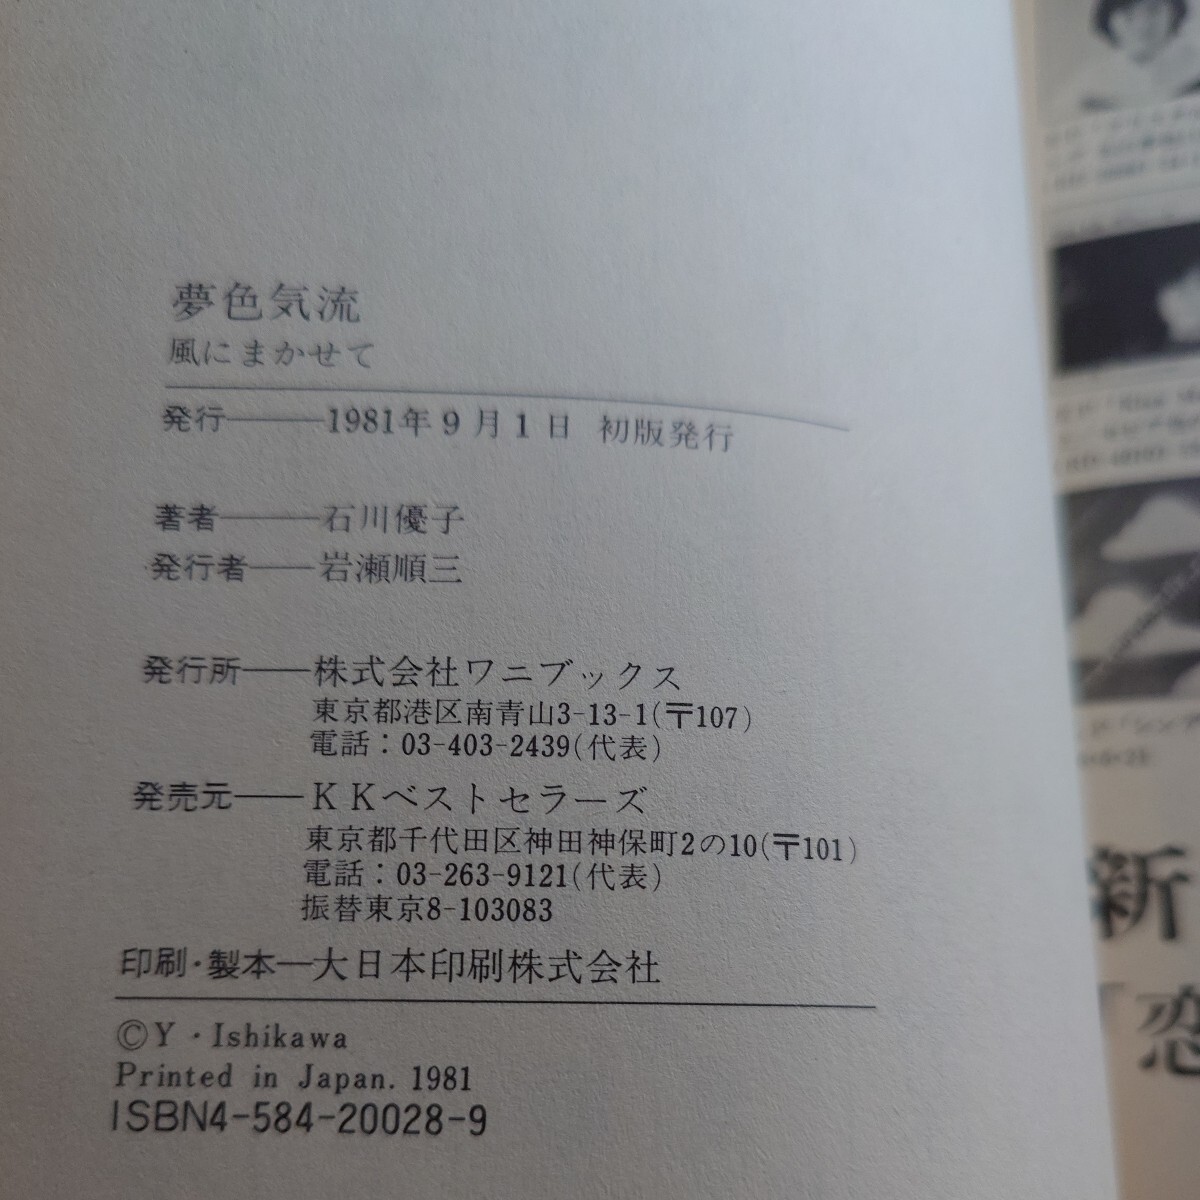 夢色気流
風にまかせて
発行――1981年9月1日 初版発行
著者――石川優子
発行者――岩瀬順三
発行所――株式会社ワニブックス
東京都港区南青山3-13-1(〒107)
電話：03-403-2439(代表)
発売元――KKベストセラーズ
東京都千代田区神田神保町2の10(〒101)
電話：03-263-9121(代表)
振替東京8-103083
印刷・製本―大日本印刷株式会社
©Y・Ishikawa
Printed in Japan. 1981
ISBN4-584-20028-9
新
「恋